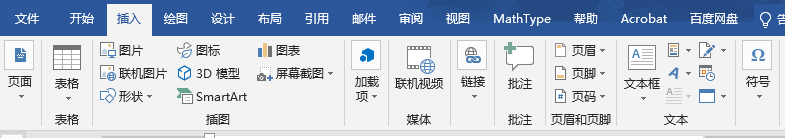 文件 开始 插入 绘图 设计 布局 引用 邮件 审阅 视图 MathType 帮助 Acrobat 百度网盘 告
图片 图标 图表 页眉
页面 表格 联机图片 3D 模型 屏幕截图 加载项 联机视频 链接 批注 页脚 文本框 A 符号
形状 SmartArt 页码
表格 插图 媒体 批注 页眉和页脚 文本